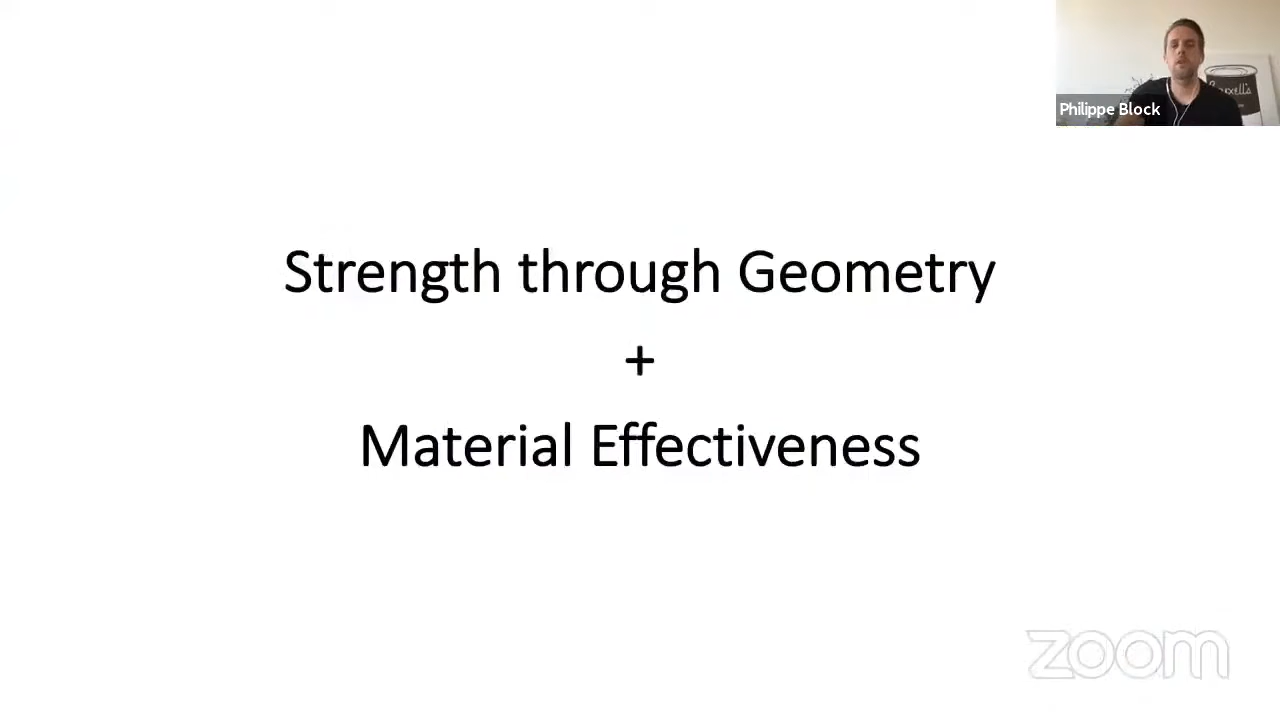 Philippe Block
Strength through Geometry
+
Material Effectiveness
zoom